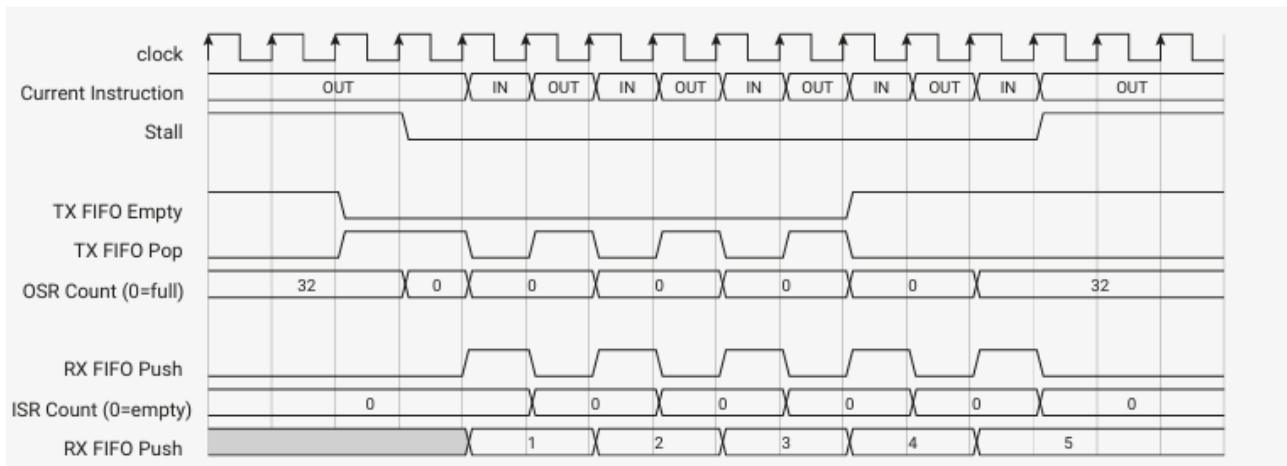 clock
Current Instruction OUT IN OUT IN OUT IN OUT IN OUT IN OUT
Stall
TX FIFO Empty
TX FIFO Pop
OSR Count (0=full) 32 0 0 0 0 0 32
RX FIFO Push
ISR Count (0=empty) 0 0 0 0 0 0
RX FIFO Push 1 2 3 4 5